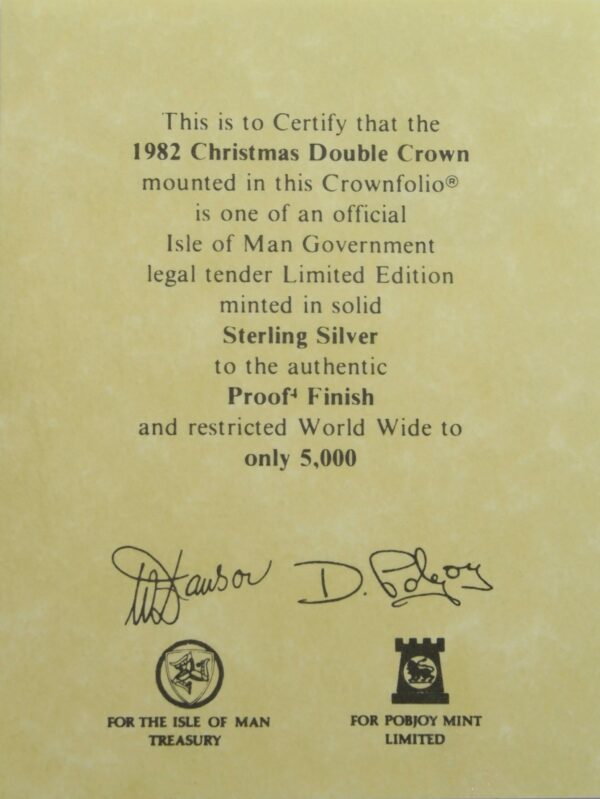 This is to Certify that the
1982 Christmas Double Crown
mounted in this Crownfolio®
is one of an official
Isle of Man Government
legal tender Limited Edition
minted in solid
Sterling Silver
to the authentic
Proof⁴ Finish
and restricted World Wide to
only 5,000
D. Pobjoy
FOR THE ISLE OF MAN
TREASURY
FOR POBJOY MINT
LIMITED